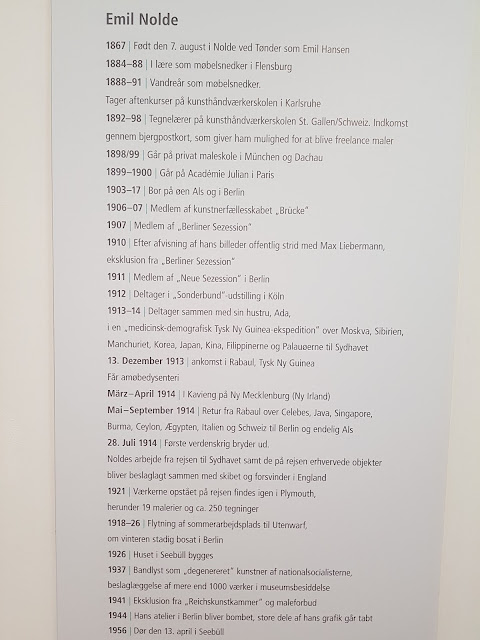 Emil Nolde
1867 | Født den 7. august i Nolde ved Tønder som Emil Hansen
1884–88 | I lære som møbelsnedker i Flensburg
1888–91 | Vandreår som møbelsnedker.
Tager aftenkurser på kunsthåndværkerskolen i Karlsruhe
1892–98 | Tegnelærer på kunsthåndværkerskolen St. Gallen/Schweiz. Indkomst
gennem bjergpostkort, som giver ham mulighed for at blive freelance maler
1898/99 | Går på privat maleskole i München og Dachau
1899–1900 | Går på Académie Julian i Paris
1903–17 | Bor på øen Als og i Berlin
1906–07 | Medlem af kunstnerfællesskabet „Brücke“
1907 | Medlem af „Berliner Sezession“
1910 | Efter afvisning af hans billeder offentlig strid med Max Liebermann,
eksklusion fra „Berliner Sezession“
1911 | Medlem af „Neue Sezession“ i Berlin
1912 | Deltager i „Sonderbund“-udstilling i Köln
1913–14 | Deltager sammen med sin hustru, Ada,
i en „medicinsk-demografisk Tysk Ny Guinea-ekspedition“ over Moskva, Sibirien,
Manchuriet, Korea, Japan, Kina, Filippinerne og Palauøerne til Sydhavet
13. Dezember 1913 | ankomst i Rabaul, Tysk Ny Guinea
Får amøbedysenteri
März–April 1914 | I Kavieng på Ny Mecklenburg (Ny Irland)
Mai–September 1914 | Retur fra Rabaul over Celebes, Java, Singapore,
Burma, Ceylon, Ægypten, Italien og Schweiz til Berlin og endelig Als
28. Juli 1914 | Første verdenskrig bryder ud.
Noldes arbejde fra rejsen til Sydhavet samt de på rejsen erhvervede objekter
bliver beslaglagt sammen med skibet og forsvinder i England
1921 | Værkerne opstået på rejsen findes igen i Plymouth,
herunder 19 malerier og ca. 250 tegninger
1918–26 | Flytning af sommerarbejdsplads til Utenwarf,
om vinteren stadig bosat i Berlin
1926 | Huset i Seebüll bygges
1937 | Bandlyst som „degenereret“ kunstner af nationalsocialisterne,
beslaglæggelse af mere end 1000 værker i museumsbesiddelse
1941 | Eksklusion fra „Reichskunstkammer“ og maleforbud
1944 | Hans atelier i Berlin bliver bombet, store dele af hans grafik går tabt
1956 | Dør den 13. april i Seebüll